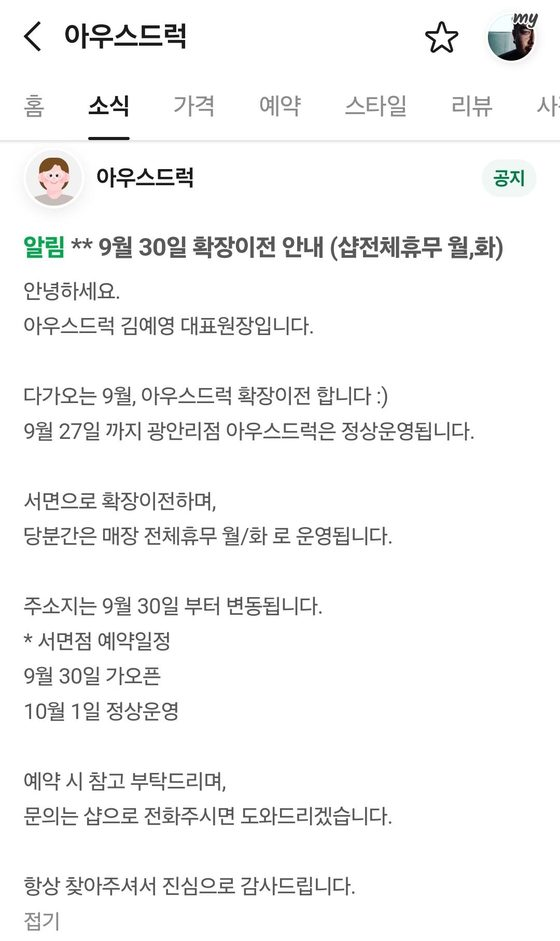 아우스드럭
my
홈 소식 가격 예약 스타일 리뷰
아우스드럭
공지
알림 ** 9월 30일 확장이전 안내 (샵전체휴무 월,화)
안녕하세요.
아우스드럭 김예영 대표원장입니다.
다가오는 9월, 아우스드럭 확장이전 합니다 :)
9월 27일 까지 광안리점 아우스드럭은 정상운영됩니다.
서면으로 확장이전하며,
당분간은 매장 전체휴무 월/화 로 운영됩니다.
주소지는 9월 30일 부터 변동됩니다.
* 서면점 예약일정
9월 30일 가오픈
10월 1일 정상운영
예약 시 참고 부탁드리며,
문의는 샵으로 전화주시면 도와드리겠습니다.
항상 찾아주셔서 진심으로 감사드립니다.
접기